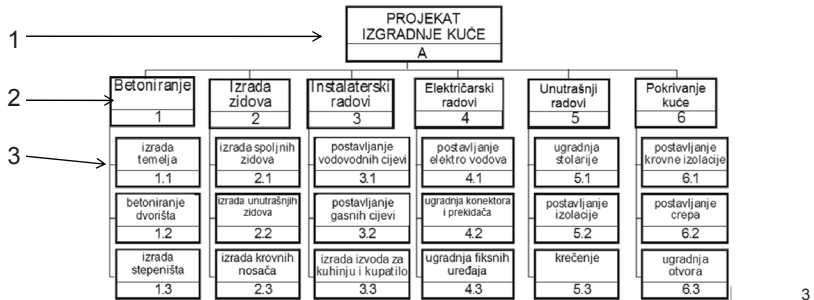 1
PROJEKAT
IZGRADNJE KUĆE
A
2
Betoniranje
1
Izrada
zidova
2
Instalaterski
radovi
3
Električarski
radovi
4
Unutrašnji
radovi
5
Pokrivanje
kuće
6
3
izrada
temelja
1.1
izrada spoljnih
zidova
2.1
postavljanje
vodovodnih cijevi
3.1
postavljanje
elektro vodova
4.1
ugradnja
stolarije
5.1
postavljanje
krovne izolacije
6.1
betoniranje
dvorišta
1.2
izrada unutrašnjih
zidova
2.2
postavljanje
gasnih cijevi
3.2
ugradnja konektora
i prekidača
4.2
postavljanje
izolacije
5.2
postavljanje
crepa
6.2
izrada
stepeništa
1.3
izrada krovnih
nosača
2.3
izrada izvoda za
kuhinju i kupatilo
3.3
ugradnja fiksnih
uređaja
4.3
krečenje
5.3
ugradnja
otvora
6.3
3